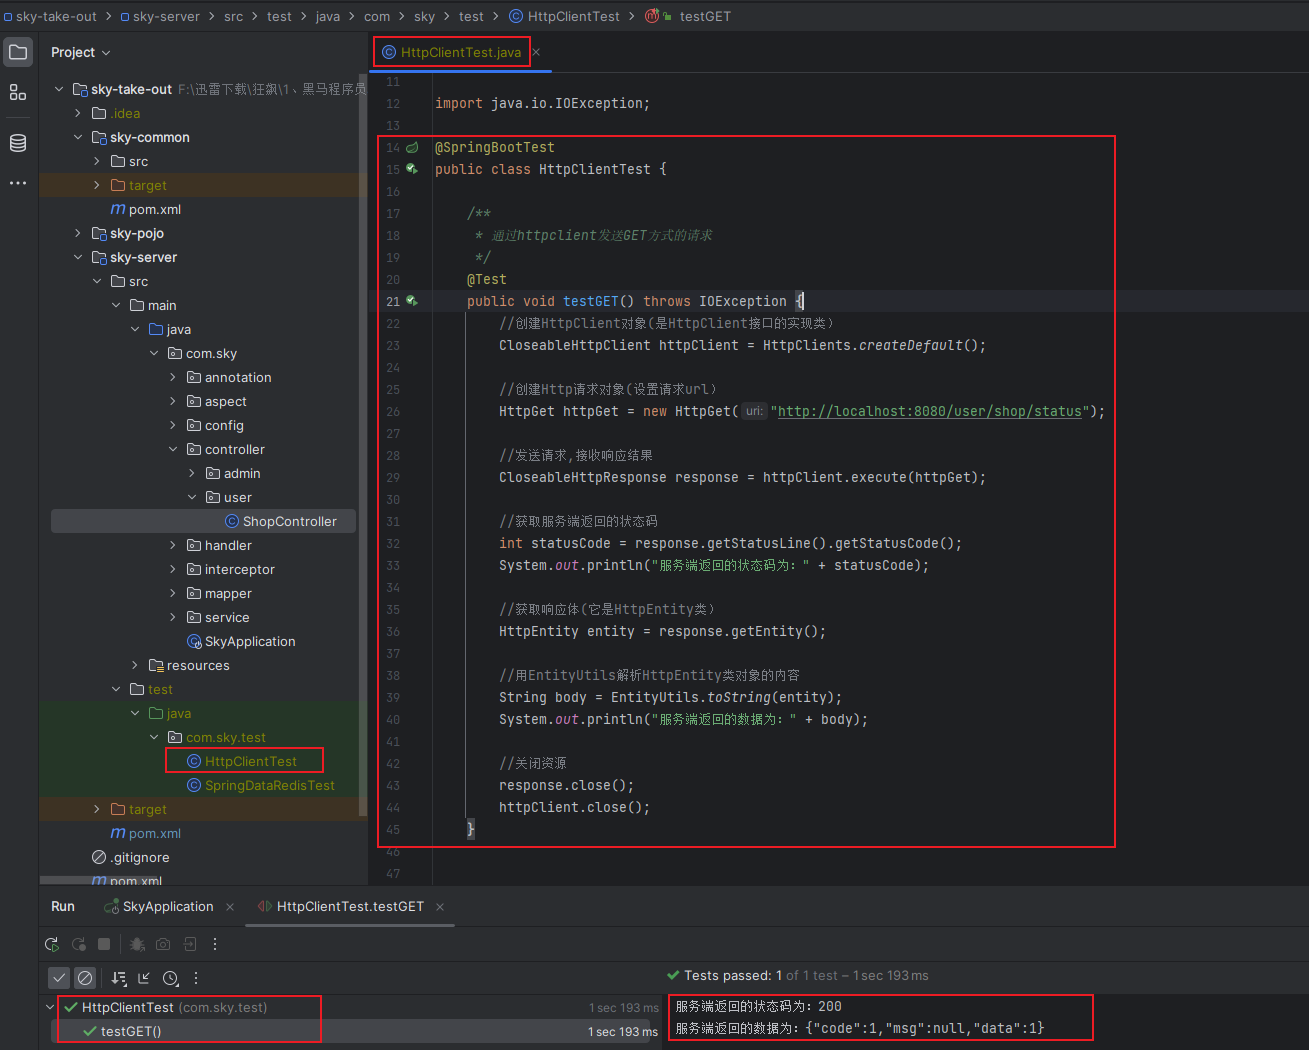 sky-take-out > sky-server > src > test > java > com > sky > test > HttpClientTest > testGET
Project
sky-take-out F:\迅雷下载\狂飙\1、黑马程序员
.idea
sky-common
src
target
pom.xml
sky-pojo
sky-server
src
main
java
com.sky
annotation
aspect
config
controller
admin
user
ShopController
handler
interceptor
mapper
service
SkyApplication
resources
test
java
com.sky.test
HttpClientTest
SpringDataRedisTest
target
pom.xml
.gitignore
pom.xml
HttpClientTest.java
11
12 import java.io.IOException;
13
14 @SpringBootTest
15 public class HttpClientTest {
16
17 /**
18 * 通过httpclient发送GET方式的请求
19 */
20 @Test
21 public void testGET() throws IOException {
22 //创建HttpClient对象(是HttpClient接口的实现类)
23 CloseableHttpClient httpClient = HttpClients.createDefault();
24
25 //创建Http请求对象(设置请求url)
26 HttpGet httpGet = new HttpGet( uri: "http://localhost:8080/user/shop/status");
27
28 //发送请求,接收响应结果
29 CloseableHttpResponse response = httpClient.execute(httpGet);
30
31 //获取服务端返回的状态码
32 int statusCode = response.getStatusLine().getStatusCode();
33 System.out.println("服务端返回的状态码为：" + statusCode);
34
35 //获取响应体(它是HttpEntity类)
36 HttpEntity entity = response.getEntity();
37
38 //用EntityUtils解析HttpEntity类对象的内容
39 String body = EntityUtils.toString(entity);
40 System.out.println("服务端返回的数据为：" + body);
41
42 //关闭资源
43 response.close();
44 httpClient.close();
45 }
46
47
Run SkyApplication HttpClientTest.testGET
Tests passed: 1 of 1 test – 1 sec 193 ms
HttpClientTest (com.sky.test) 1 sec 193 ms
testGET() 1 sec 193 ms
服务端返回的状态码为：200
服务端返回的数据为：{"code":1,"msg":null,"data":1}